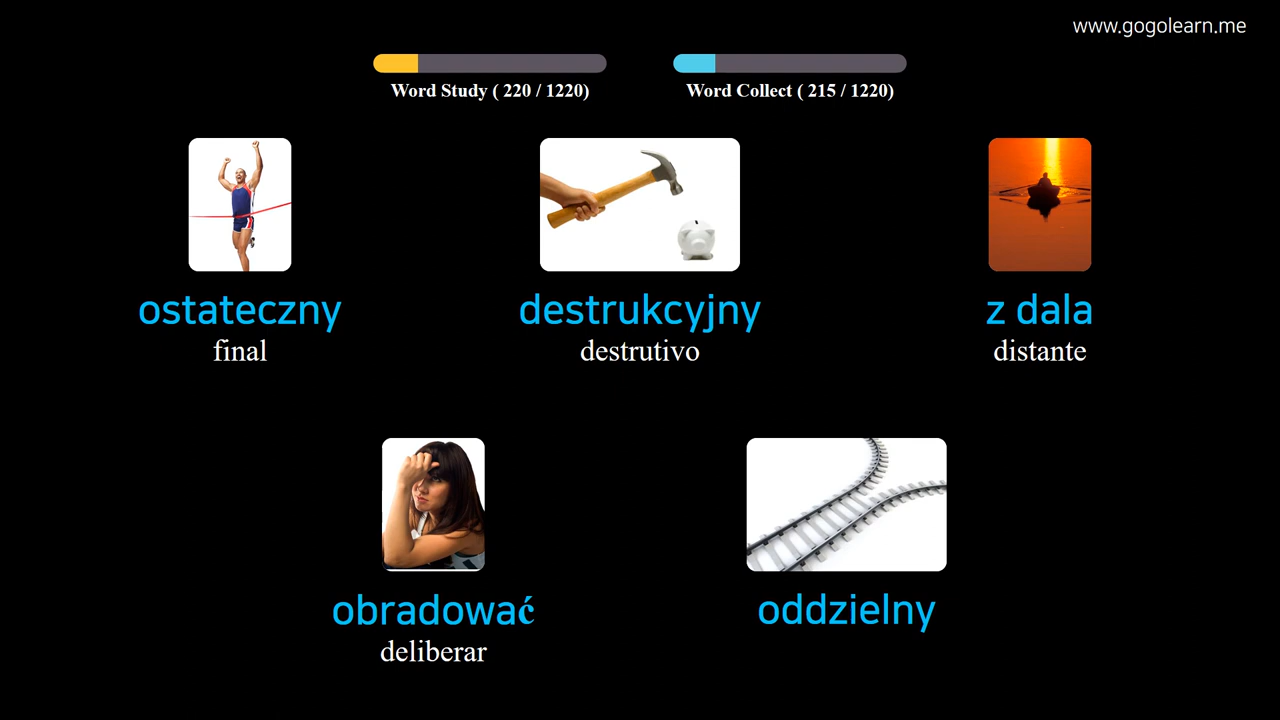 www.gogolearn.me
Word Study ( 220 / 1220)
Word Collect ( 215 / 1220)
ostateczny
final
destrukcyjny
destrutivo
z dala
distante
obradować
deliberar
oddzielny